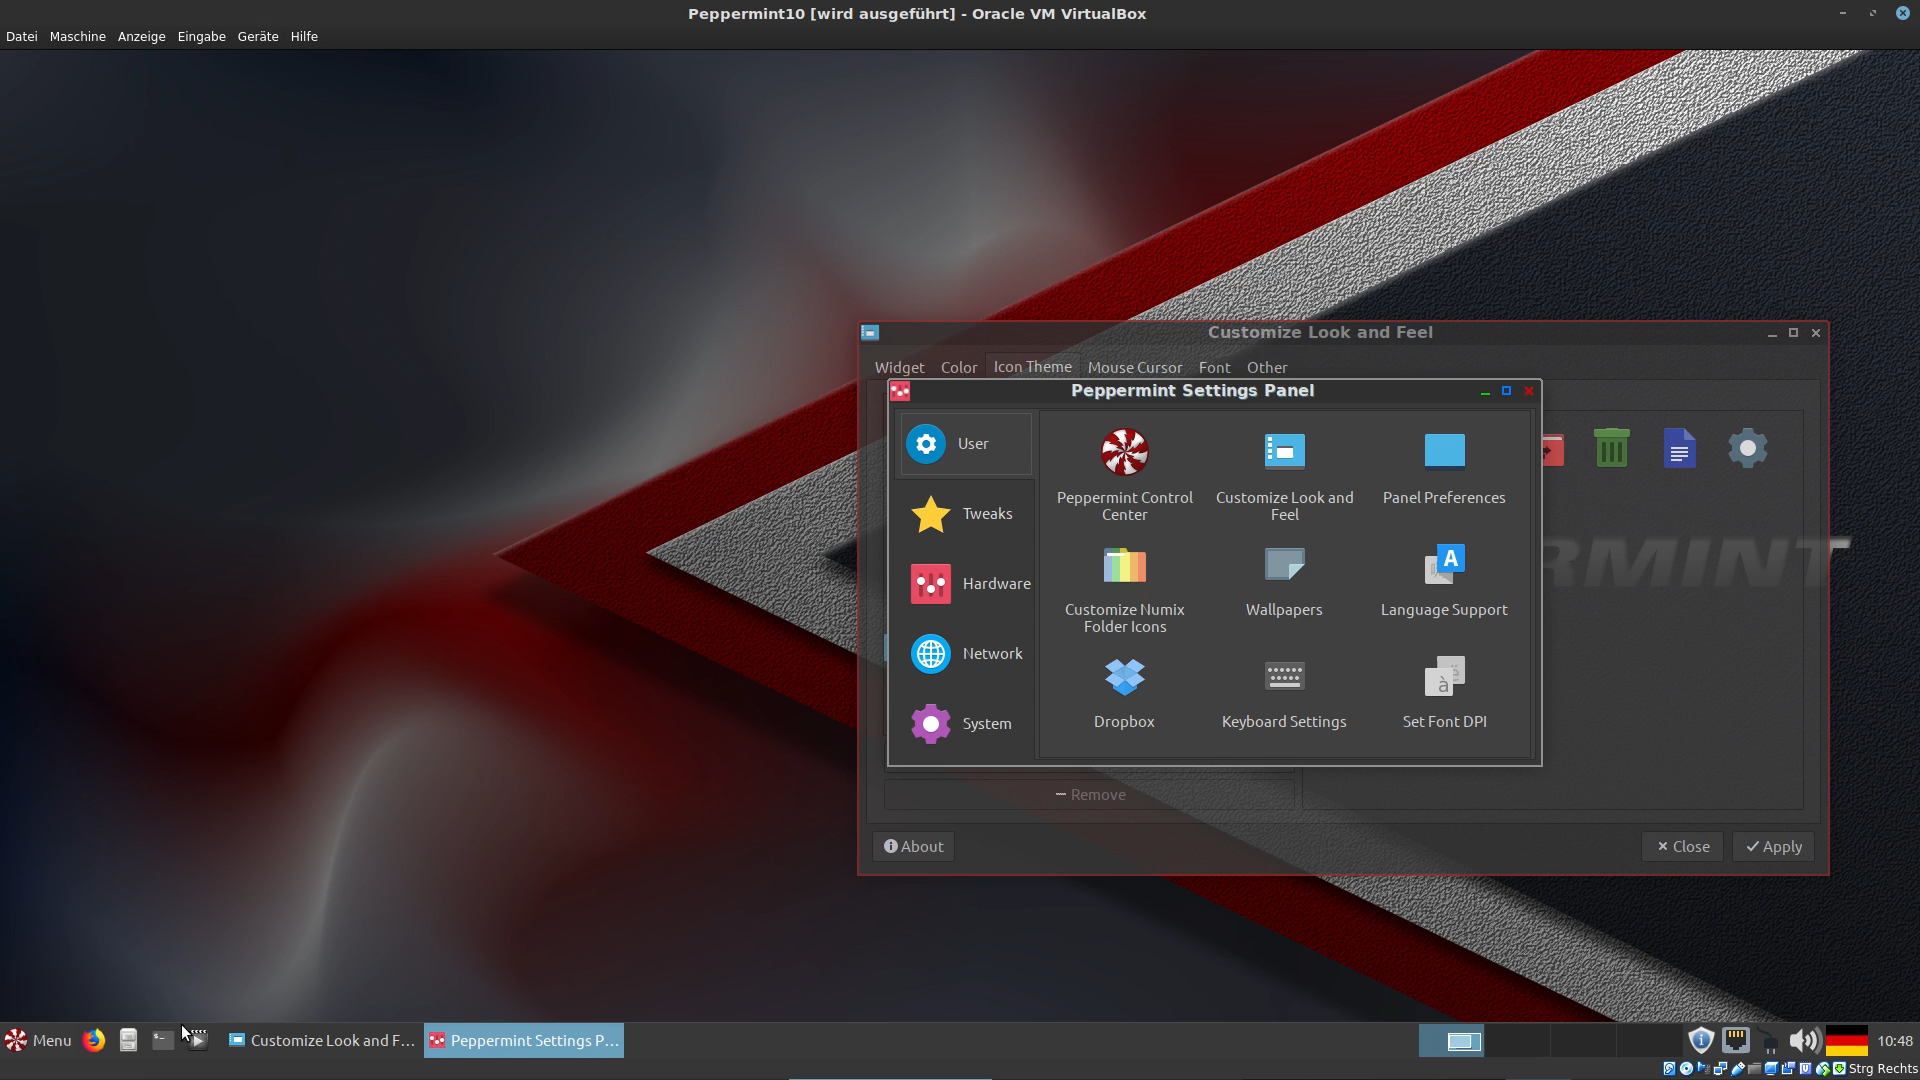 Peppermint10 [wird ausgeführt] - Oracle VM VirtualBox
Datei Maschine Anzeige Eingabe Geräte Hilfe
Customize Look and Feel
Widget Color Icon Theme Mouse Cursor Font Other
Peppermint Settings Panel
User
Tweaks
Hardware
Network
System
Peppermint Control
Center
Customize Look and
Feel
Panel Preferences
Customize Numix
Folder Icons
Wallpapers
A
Language Support
Dropbox
Keyboard Settings
à
Set Font DPI
RMINT
Remove
About
Close
Apply
Menu
Customize Look and F...
Peppermint Settings P...
10:48
Strg Rechts